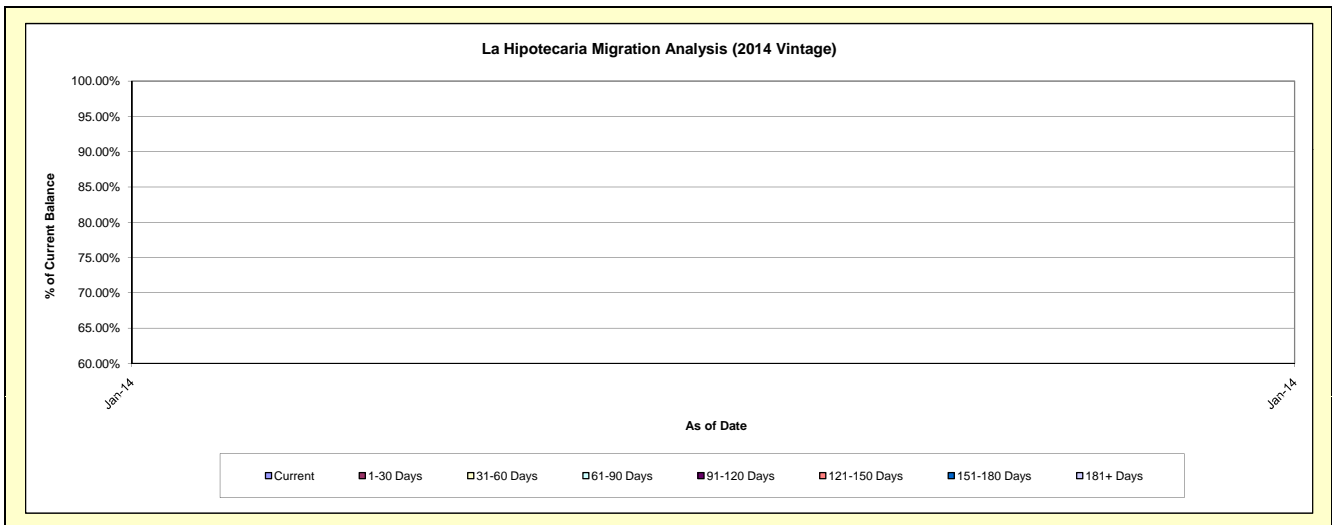 La Hipotecaria Migration Analysis (2014 Vintage)
100.00%
95.00%
90.00%
85.00%
80.00%
75.00%
70.00%
65.00%
60.00%
% of Current Balance
Jan-14
Jan-14
As of Date
Current 1-30 Days 31-60 Days 61-90 Days 91-120 Days 121-150 Days 151-180 Days 181+ Days